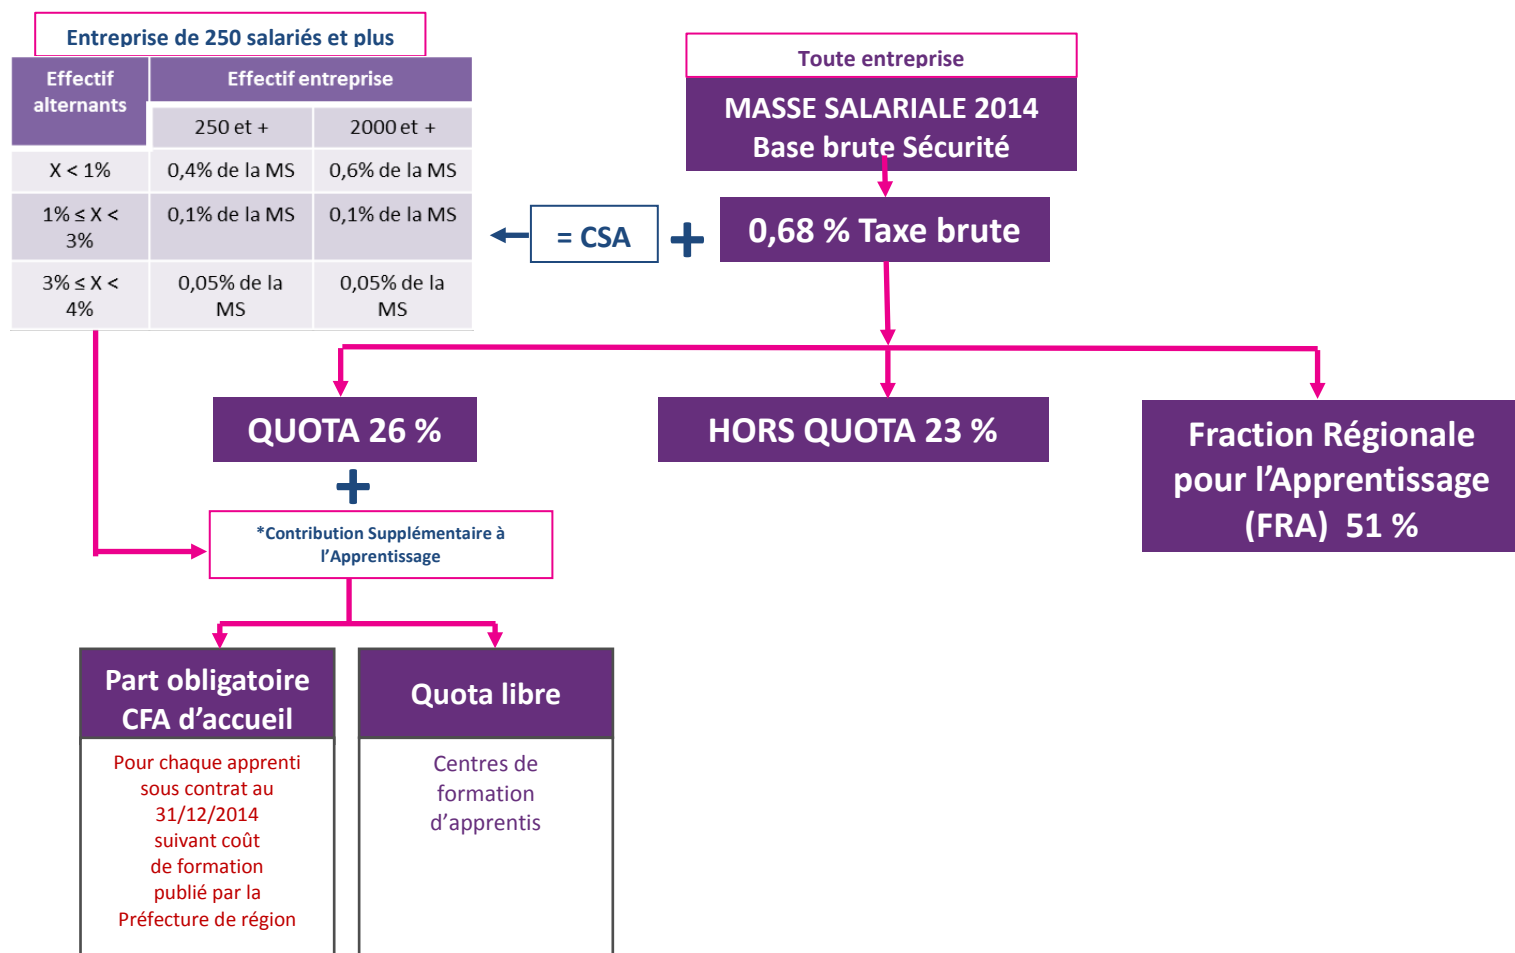 Entreprise de 250 salariés et plus
Effectif
alternants
Effectif entreprise
250 et +
2000 et +
X < 1%
0,4% de la MS
0,6% de la MS
1% ≤ X <
3%
0,1% de la MS
0,1% de la MS
3% ≤ X <
4%
0,05% de la
MS
0,05% de la
MS
Toute entreprise
MASSE SALARIALE 2014
Base brute Sécurité
= CSA
+
0,68 % Taxe brute
QUOTA 26 %
HORS QUOTA 23 %
Fraction Régionale
pour l’Apprentissage
(FRA) 51 %
+
*Contribution Supplémentaire à
l’Apprentissage
Part obligatoire
CFA d’accueil
Pour chaque apprenti
sous contrat au
31/12/2014
suivant coût
de formation
publié par la
Préfecture de région
Quota libre
Centres de
formation
d’apprentis